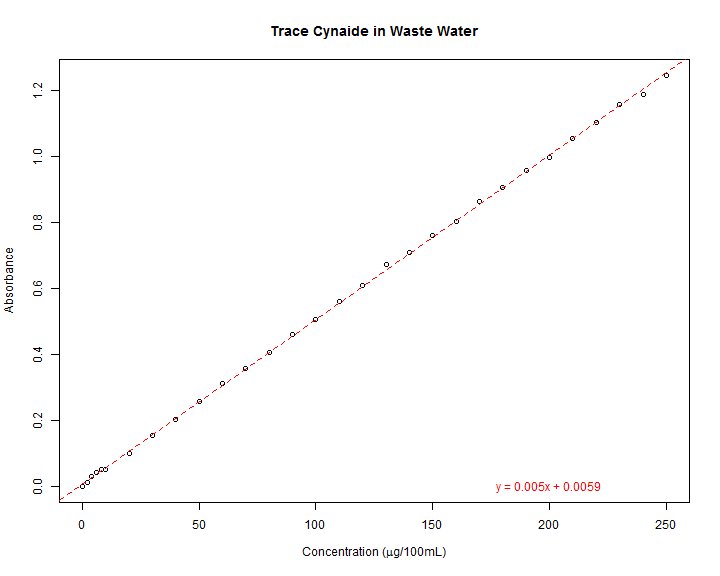 Trace Cynaide in Waste Water
Absorbance
1.2
1.0
0.8
0.6
0.4
0.2
0.0
y = 0.005x + 0.0059
0 50 100 150 200 250
Concentration (μg/100mL)